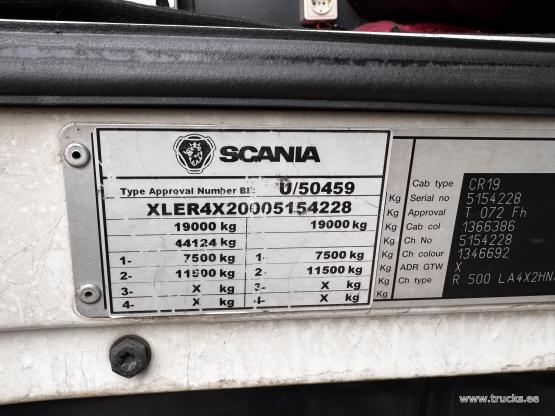 SCANIA
Type Approval Number BE: U/50459
XLER4X20005154228
19000 kg 19000 kg
44124 kg
1- 7500 kg 1- 7500 kg
2- 11500 kg 2- 11500 kg
3- X kg 3- X kg
4- X kg 4- X kg
Cab type CR19
Kg Serial no 5154228
Kg Approval T 072 Fh
Kg Cab col 1366386
Kg Ch No 5154228
Kg Ch colour 1346692
Kg ADR GTW X
Kg Ch type R 500 LA4X2HN
Kg
www.trucks.ee